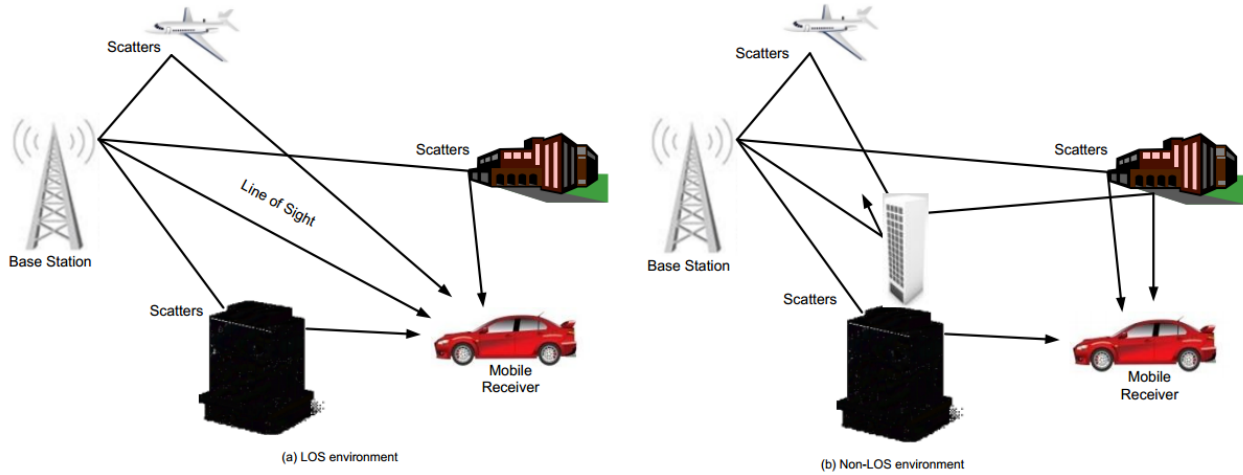 Scatters
Scatters
Line of Sight
Base Station
Scatters
Mobile
Receiver
(a) LOS environment
Scatters
Scatters
Base Station
Scatters
Mobile
Receiver
(b) Non-LOS environment